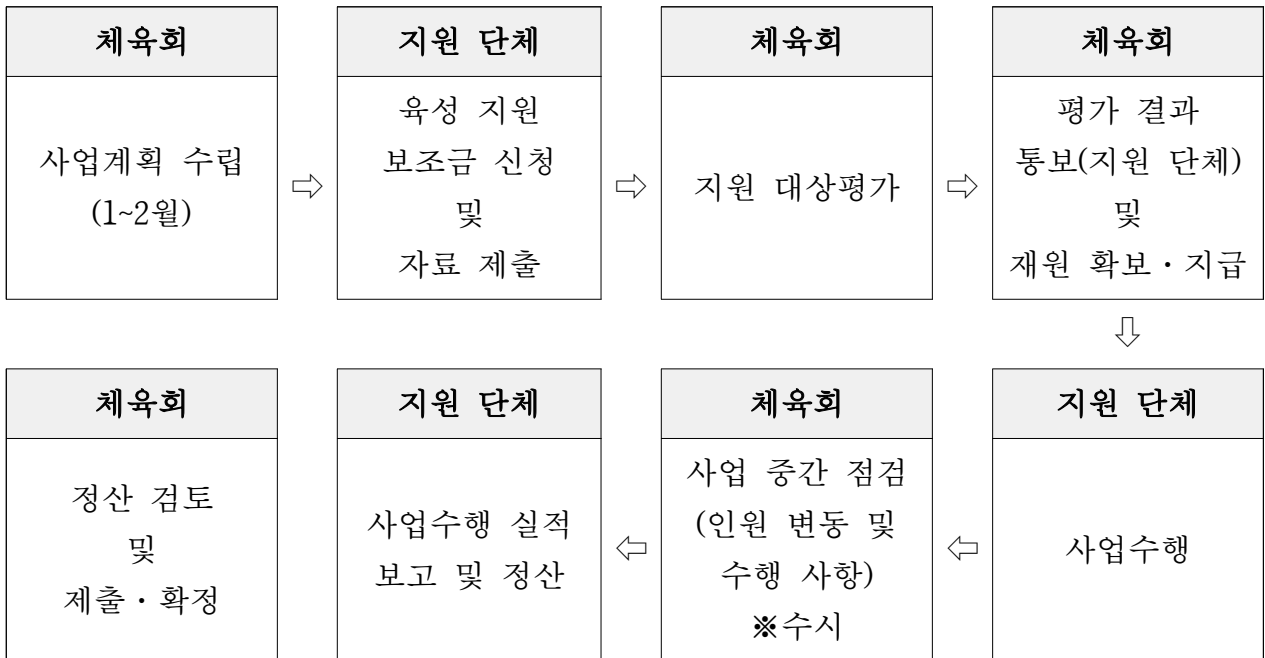 체육회
사업계획 수립
(1~2월)
⇨
지원 단체
육성 지원
보조금 신청
및
자료 제출
⇨
체육회
지원 대상평가
⇨
체육회
평가 결과
통보(지원 단체)
및
재원 확보・지급
⇩
지원 단체
사업수행
⇦
체육회
사업 중간 점검
(인원 변동 및
수행 사항)
※수시
⇦
지원 단체
사업수행 실적
보고 및 정산
체육회
정산 검토
및
제출・확정